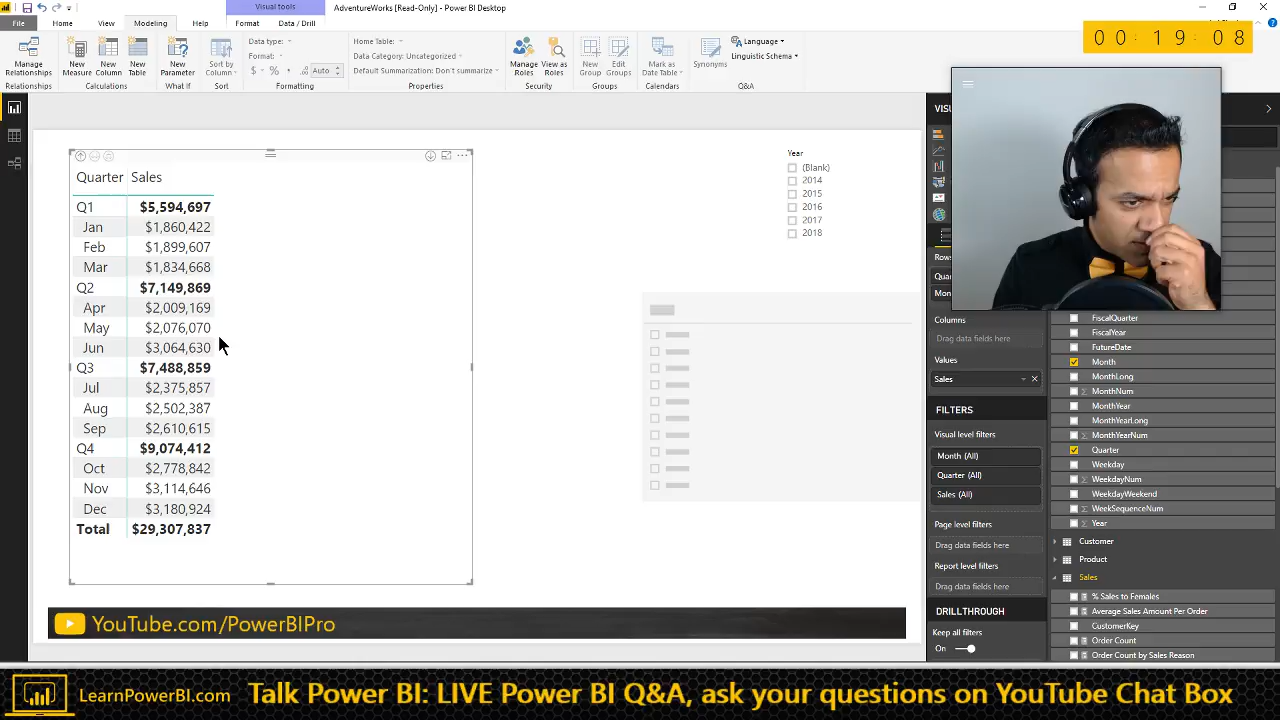 Visual tools
AdventureWorks [Read-Only] - Power BI Desktop
File
Home
View
Modeling
Help
Format
Data / Drill
00:19:08
Manage
Relationships
New
Measure
New
Column
New
Table
New
Parameter
Sort by
Column
Data type:
Format:
$ % , Auto
Home Table:
Data Category: Uncategorized
Default Summarization: Don't summarize
Manage
Roles
View as
Roles
New
Group
Edit
Groups
Mark as
Date Table
Synonyms
Language
Linguistic Schema
Relationships
Calculations
What If
Sort
Formatting
Properties
Security
Groups
Calendars
Q&A
Quarter Sales
Q1 $5,594,697
Jan $1,860,422
Feb $1,899,607
Mar $1,834,668
Q2 $7,149,869
Apr $2,009,169
May $2,076,070
Jun $3,064,630
Q3 $7,488,859
Jul $2,375,857
Aug $2,502,387
Sep $2,610,615
Q4 $9,074,412
Oct $2,778,842
Nov $3,114,646
Dec $3,180,924
Total $29,307,837
Year
(Blank)
2014
2015
2016
2017
2018
Columns
Drag data fields here
Values
Sales
FILTERS
Visual level filters
Month (All)
Quarter (All)
Sales (All)
Page level filters
Drag data fields here
Report level filters
Drag data fields here
DRILLTHROUGH
Keep all filters
On
FiscalQuarter
FiscalYear
FutureDate
Month
MonthLong
MonthNum
MonthYear
MonthYearLong
MonthYearNum
Quarter
Weekday
WeekdayNum
WeekdayWeekend
WeekSequenceNum
Year
Customer
Product
Sales
% Sales to Females
Average Sales Amount Per Order
CustomerKey
Order Count
Order Count by Sales Reason
YouTube.com/PowerBIPro
LearnPowerBI.com
Talk Power BI: LIVE Power BI Q&A, ask your questions on YouTube Chat Box